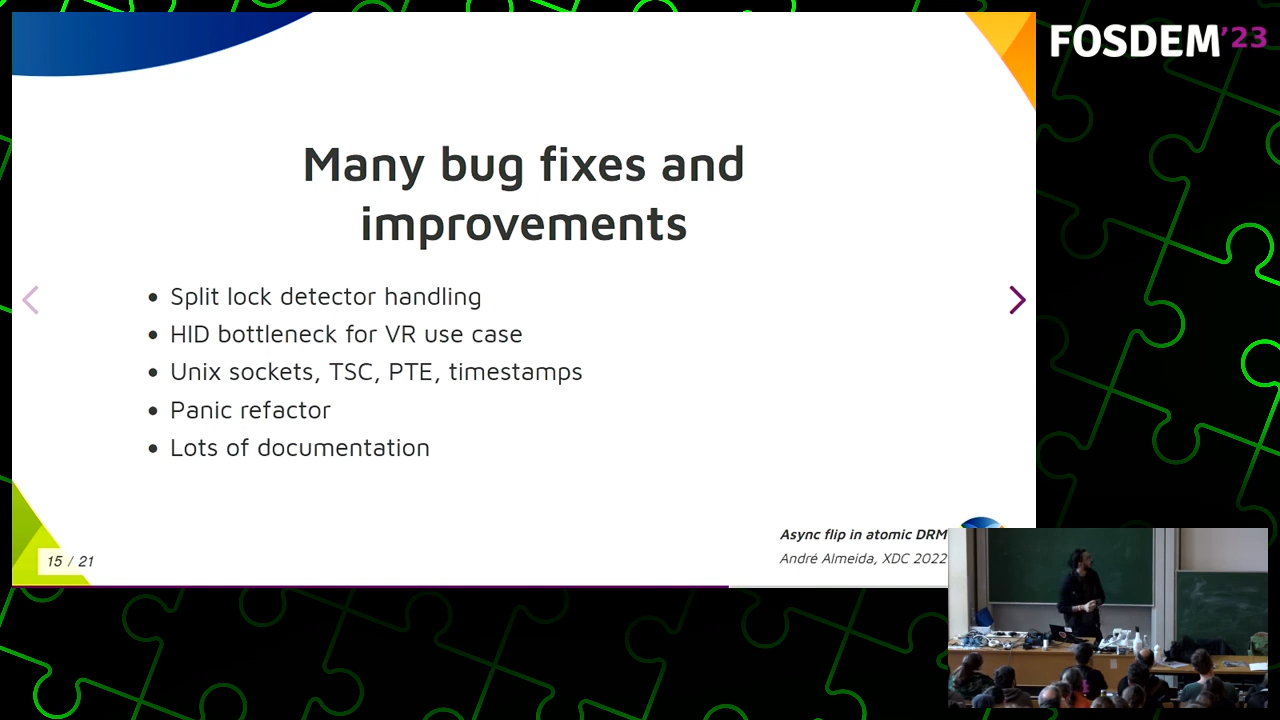 FOSDEM'23
Many bug fixes and
improvements
• Split lock detector handling
• HID bottleneck for VR use case
• Unix sockets, TSC, PTE, timestamps
• Panic refactor
• Lots of documentation
Async flip in atomic DRM
André Almeida, XDC 2022
15 / 21